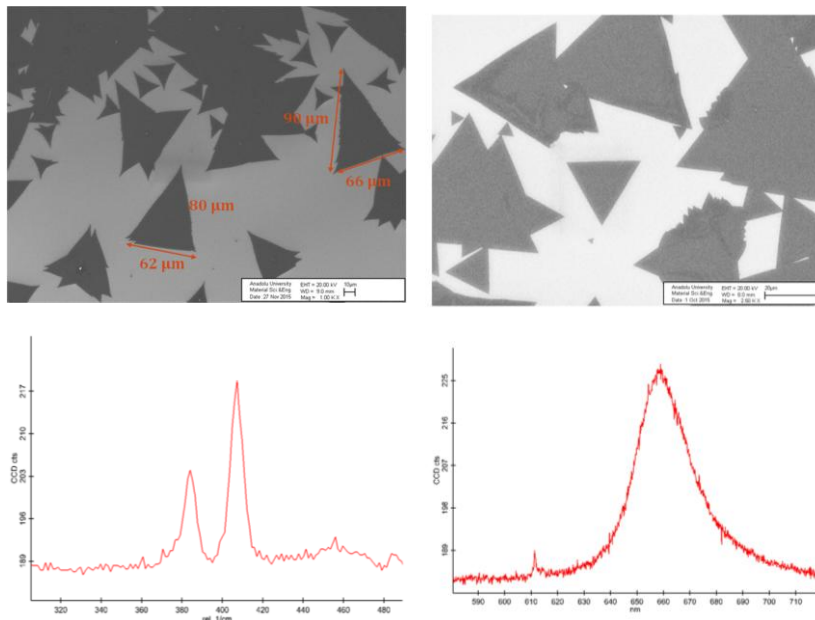 90 µm
66 µm
80 µm
62 µm
Anadolu University
Material Sci.&Eng
Date: 27 Nov 2015
EHT = 20.00 kV
WD = 9.0 mm
Mag = 1.00 K X
10µm
Anadolu University
Material Sci.&Eng
Date: 1 Oct 2015
EHT = 20.00 kV
WD = 9.0 mm
20µm
CCD cts
217
210
203
196
189
320 340 360 380 400 420 440 460 480
rel. 1/cm
CCD cts
225
216
207
198
189
590 600 610 620 630 640 650 660 670 680 690 700 710
nm